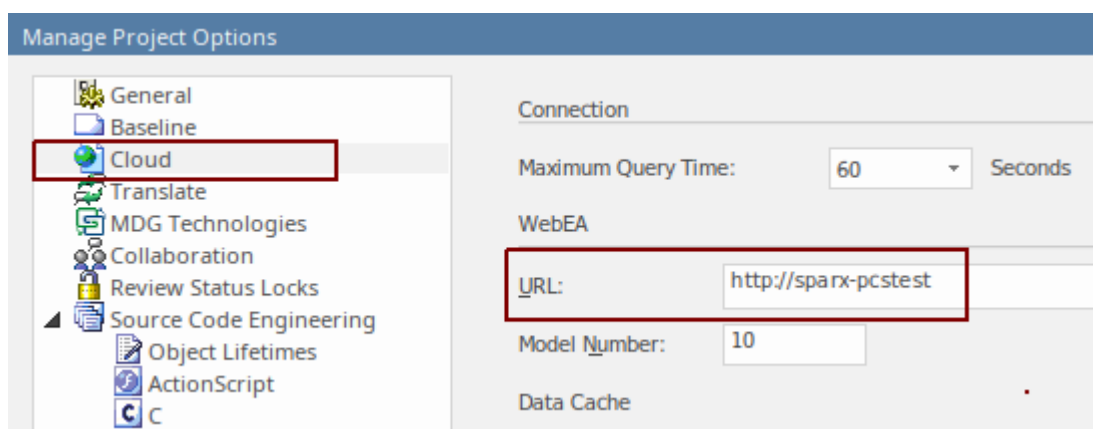 Manage Project Options
General
Baseline
Cloud
Translate
MDG Technologies
Collaboration
Review Status Locks
Source Code Engineering
Object Lifetimes
ActionScript
C
Connection
Maximum Query Time: 60 Seconds
WebEA
URL: http://sparx-pcstest
Model Number: 10
Data Cache